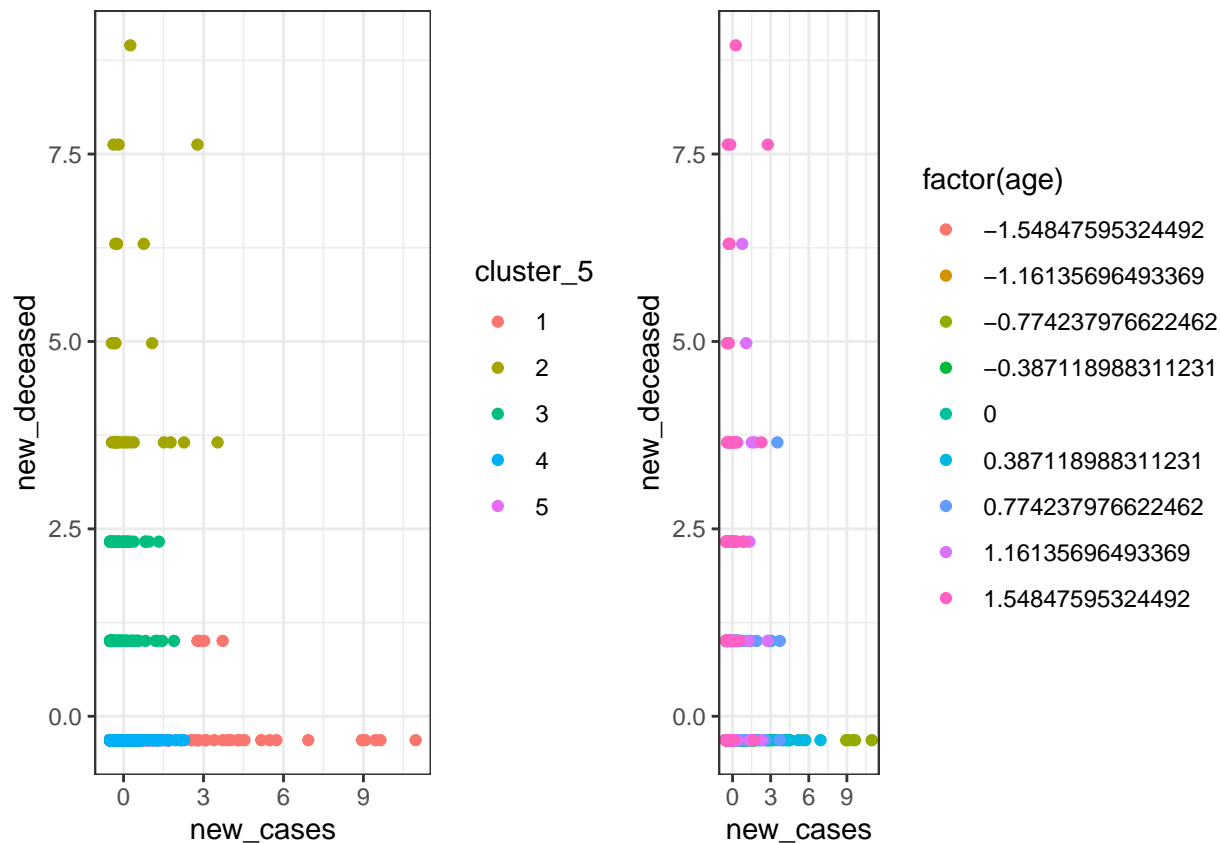 new_deceased
7.5
5.0
2.5
0.0
0 3 6 9
new_cases
cluster_5
1
2
3
4
5
new_deceased
7.5
5.0
2.5
0.0
0 3 6 9
new_cases
factor(age)
−1.54847595324492
−1.16135696493369
−0.774237976622462
−0.387118988311231
0
0.387118988311231
0.774237976622462
1.16135696493369
1.54847595324492